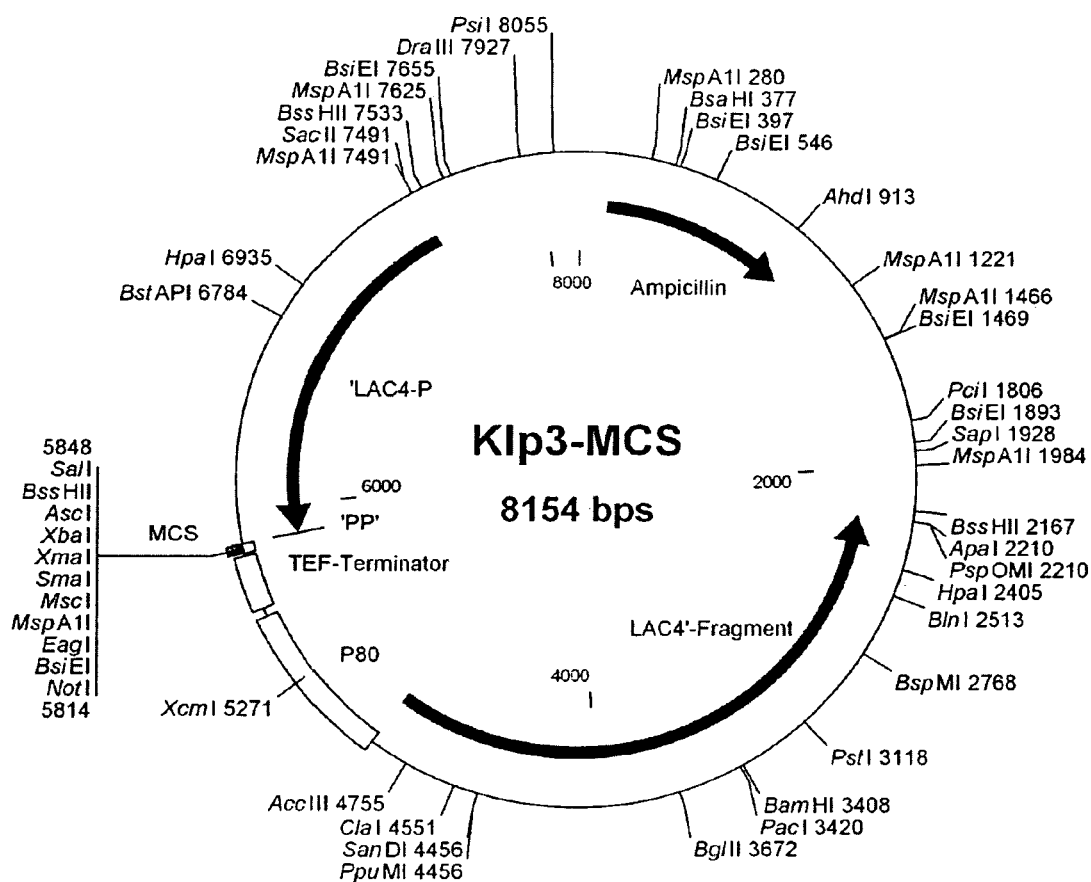 PsiI 8055
DraIII 7927
BsiEI 7655
MspA1I 7625
BssHII 7533
SacII 7491
MspA1I 7491
HpaI 6935
BstAPI 6784
MspA1I 280
BsaHI 377
BsiEI 397
BsiEI 546
AhdI 913
MspA1I 1221
MspA1I 1466
BsiEI 1469
PciI 1806
BsiEI 1893
SapI 1928
MspA1I 1984
BssHII 2167
ApaI 2210
PspOMI 2210
HpaI 2405
BlnI 2513
BspMI 2768
PstI 3118
BamHI 3408
PacI 3420
BglII 3672
PpuMI 4456
SanDI 4456
ClaI 4551
AccIII 4755
XcmI 5271
5848
SalI
BssHII
AscI
XbaI
XmaI
SmaI
MscI
MspA1I
EagI
BsiEI
NotI
5814
MCS
8000
Ampicillin
'LAC4-P
Klp3-MCS
8154 bps
6000
2000
'PP'
TEF-Terminator
P80
LAC4'-Fragment
4000